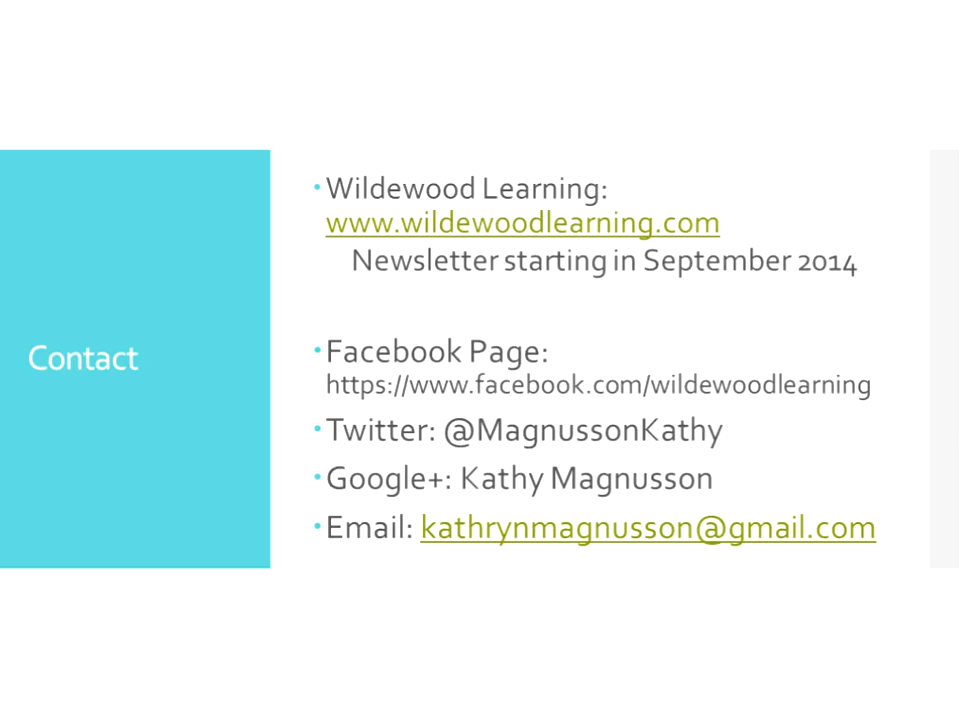 Contact
Wildewood Learning:
www.wildewoodlearning.com
Newsletter starting in September 2014
Facebook Page:
https://www.facebook.com/wildewoodlearning
Twitter: @MagnussonKathy
Google+: Kathy Magnusson
Email: kathrynmagnusson@gmail.com